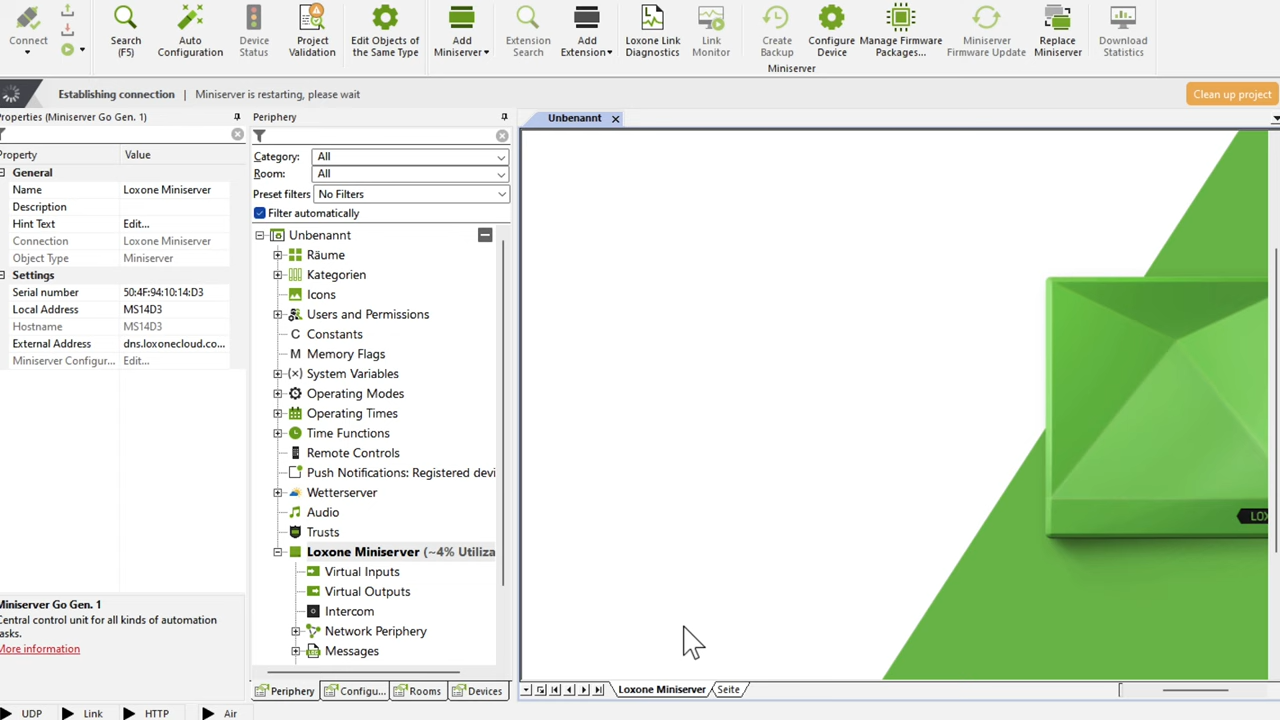 Connect
Search
(F5)
Auto
Configuration
Device
Status
Project
Validation
Edit Objects of
the Same Type
Add
Miniserver
Extension
Search
Add
Extension
Loxone Link
Diagnostics
Link
Monitor
Create
Backup
Configure
Device
Manage Firmware
Packages...
Miniserver
Firmware Update
Replace
Miniserver
Download
Statistics
Miniserver
Establishing connection | Miniserver is restarting, please wait
Clean up project
Properties (Miniserver Go Gen. 1)
Property Value
General
Name Loxone Miniserver
Description
Hint Text Edit...
Connection Loxone Miniserver
Object Type Miniserver
Settings
Serial number 50:4F:94:10:14:D3
Local Address MS14D3
Hostname MS14D3
External Address dns.loxonecloud.co...
Miniserver Configur... Edit...
Miniserver Go Gen. 1
Central control unit for all kinds of automation
asks.
More information
Periphery
Category: All
Room: All
Preset filters No Filters
Filter automatically
Unbenannt
Räume
Kategorien
Icons
Users and Permissions
Constants
Memory Flags
System Variables
Operating Modes
Operating Times
Time Functions
Remote Controls
Push Notifications: Registered devi
Wetterserver
Audio
Trusts
Loxone Miniserver (~4% Utiliza
Virtual Inputs
Virtual Outputs
Intercom
Network Periphery
Messages
Periphery Configu... Rooms Devices
Unbenannt
LOX
Loxone Miniserver Seite
UDP Link HTTP Air